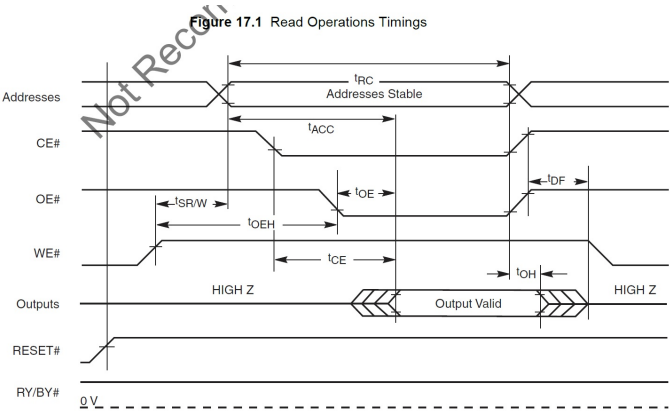 Figure 17.1 Read Operations Timings
Not Recom
tRC
Addresses
Addresses Stable
tACC
CE#
tDF
OE#
tSR/W
tOE
tOEH
WE#
tCE
tOH
HIGH Z
HIGH Z
Outputs
Output Valid
RESET#
RY/BY#
0 V